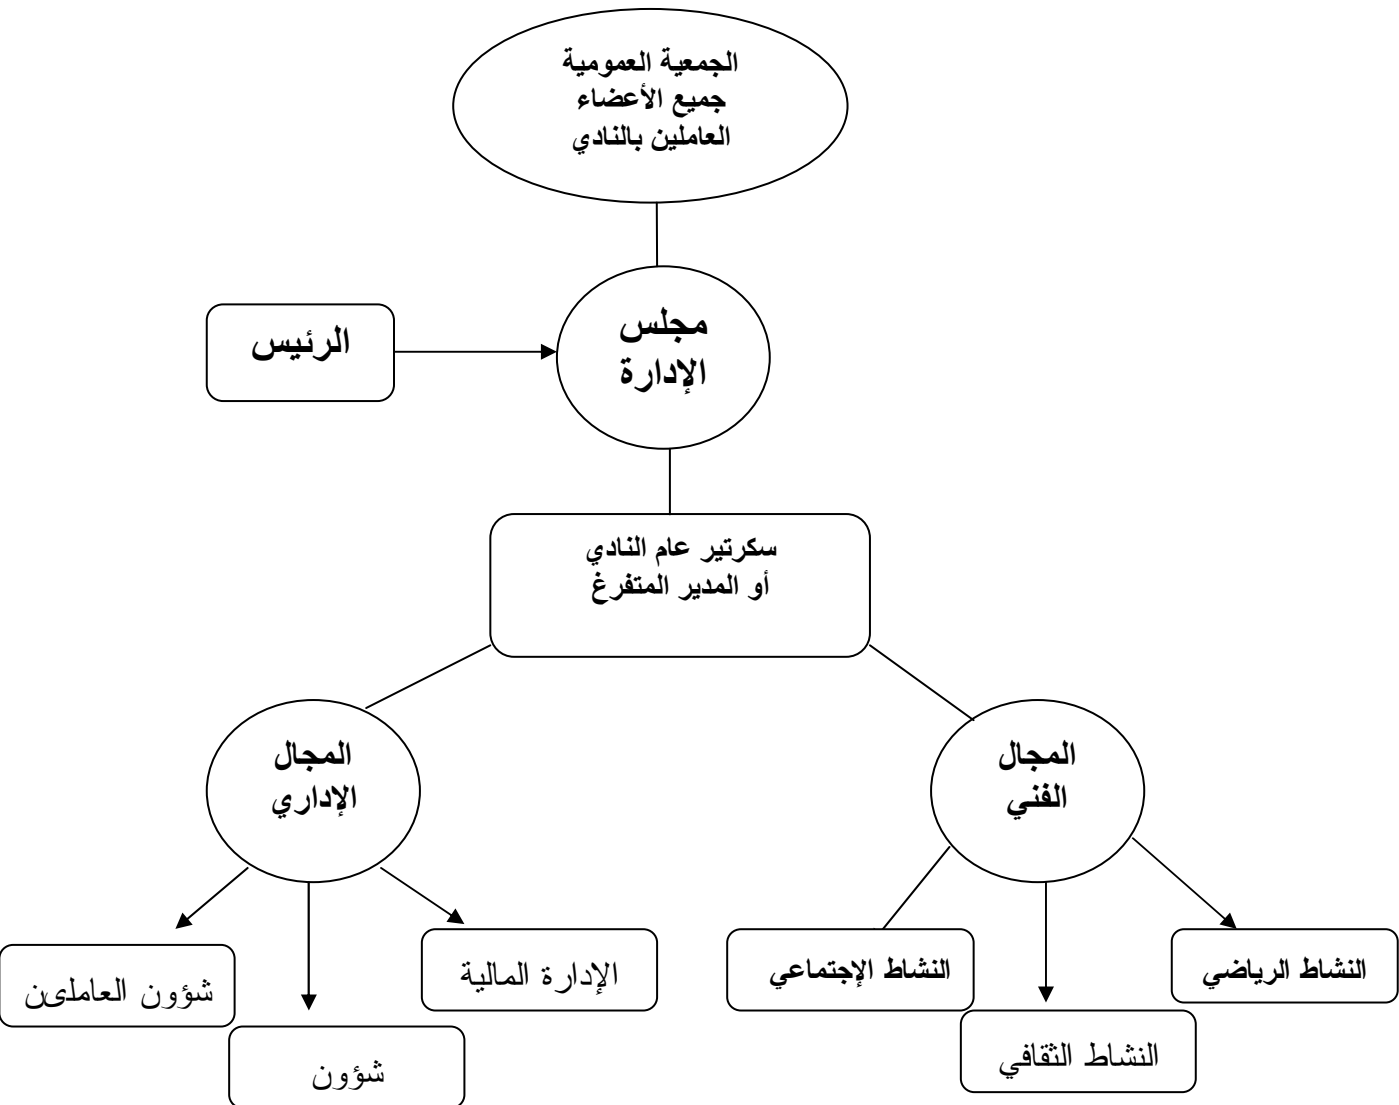 الجمعية العمومية
جميع الأعضاء
العاملين بالنادي
الرئيس
مجلس
الإدارة
سكرتير عام النادي
أو المدير المتفرغ
المجال
الفني
المجال
الإداري
النشاط الرياضي
النشاط الثقافي
النشاط الإجتماعي
الإدارة المالية
شؤون
شؤون العاملىن